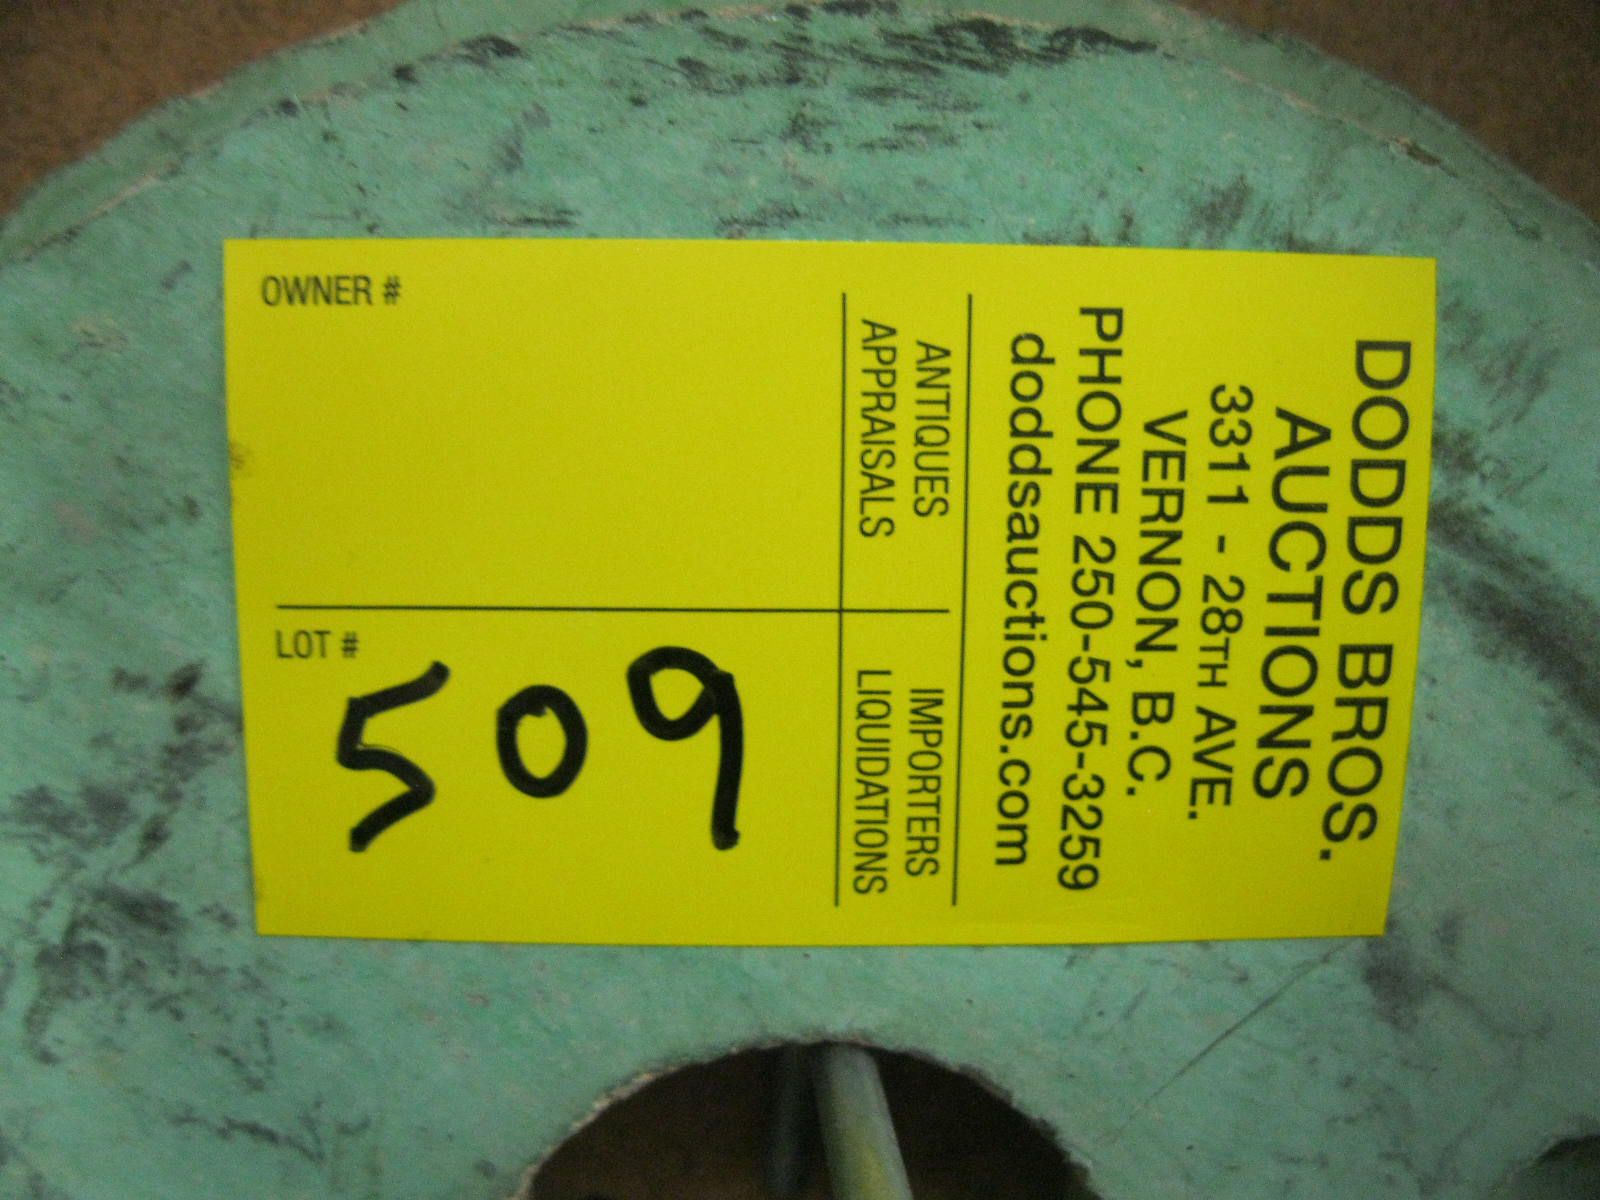 DODDS BROS.
AUCTIONS
3311 - 28TH AVE.
VERNON, B.C.
PHONE 250-545-3259
doddsauctions.com
ANTIQUES IMPORTERS
APPRAISALS LIQUIDATIONS
OWNER #
LOT #
509